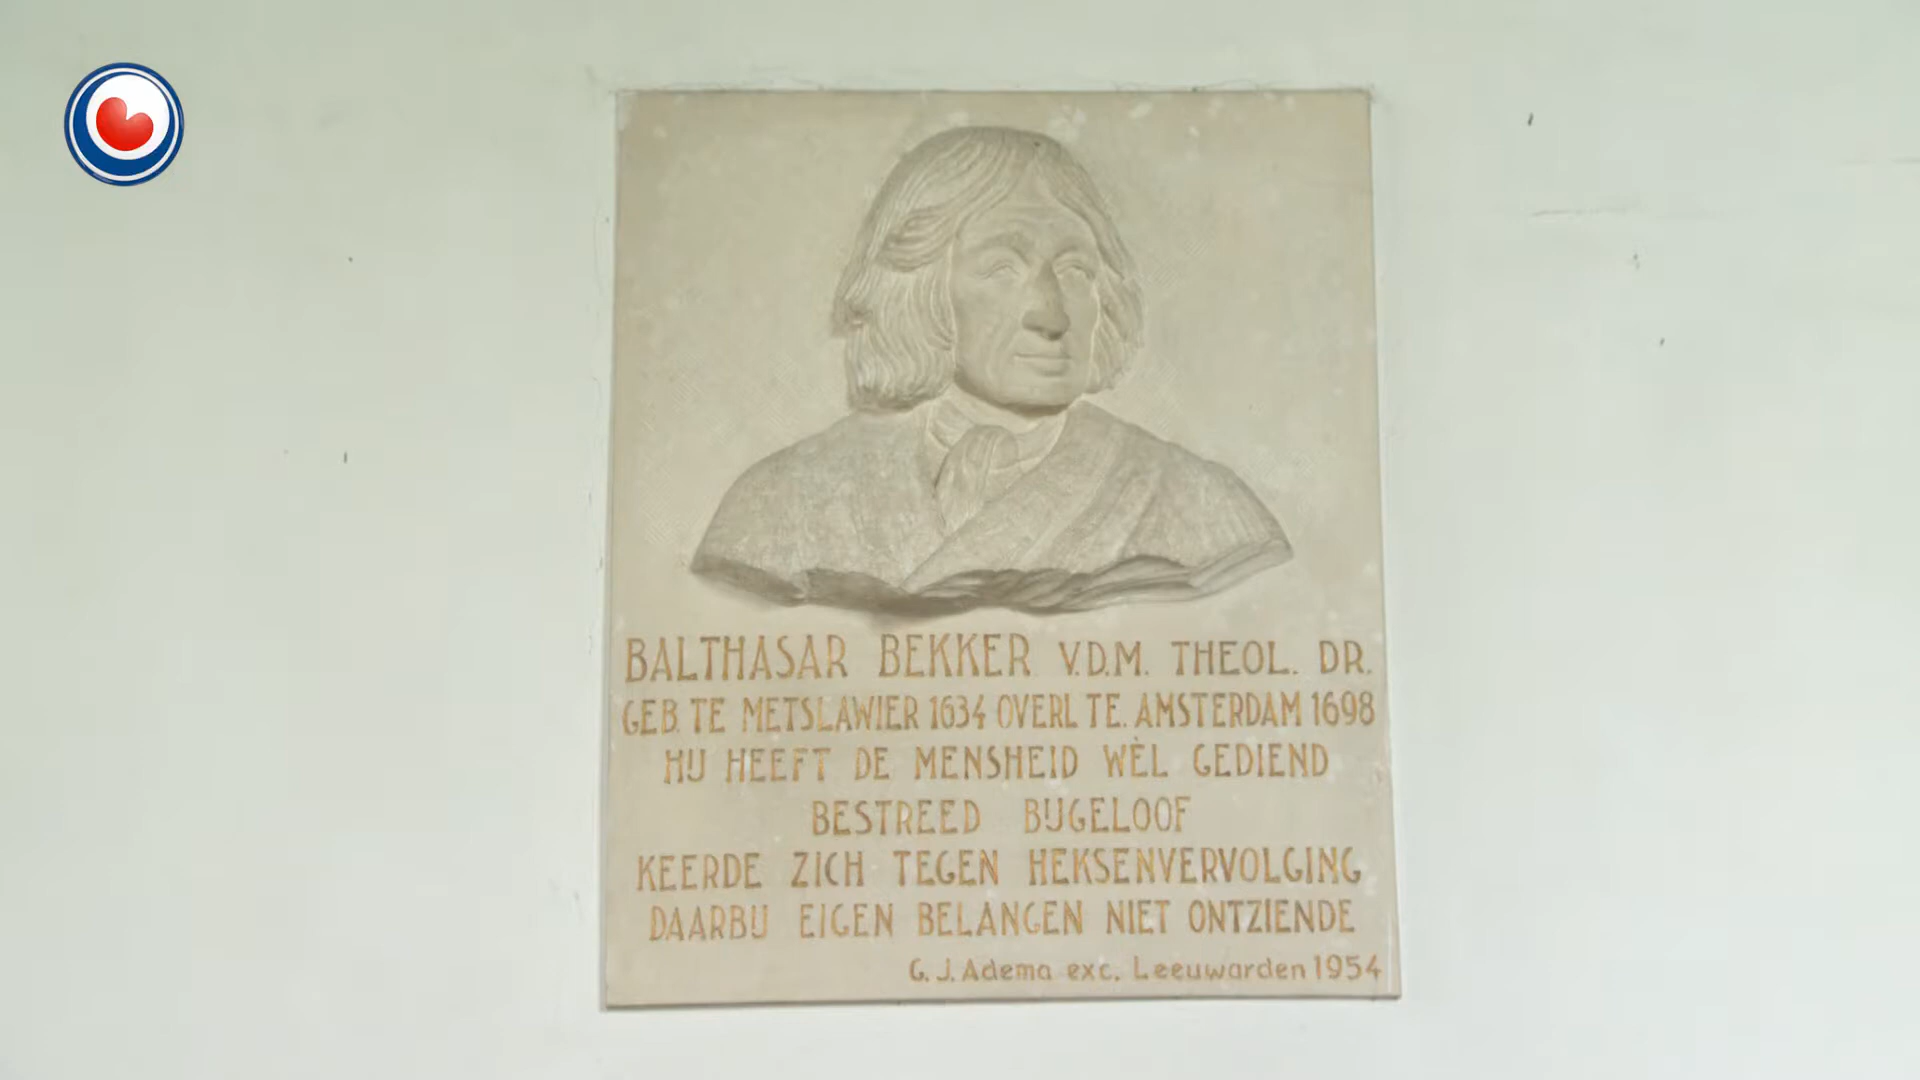 BALTHASAR BEKKER V.D.M. THEOL. DR.
GEB. TE METSLAWIER 1634 OVERL TE. AMSTERDAM 1698
HIJ HEEFT DE MENSHEID WÈL GEDIEND
BESTREED BIJGELOOF
KEERDE ZICH TEGEN HEKSENVERVOLGING
DAARBIJ EIGEN BELANGEN NIET ONTZIENDE
G. J. Adema exc. Leeuwarden 1954